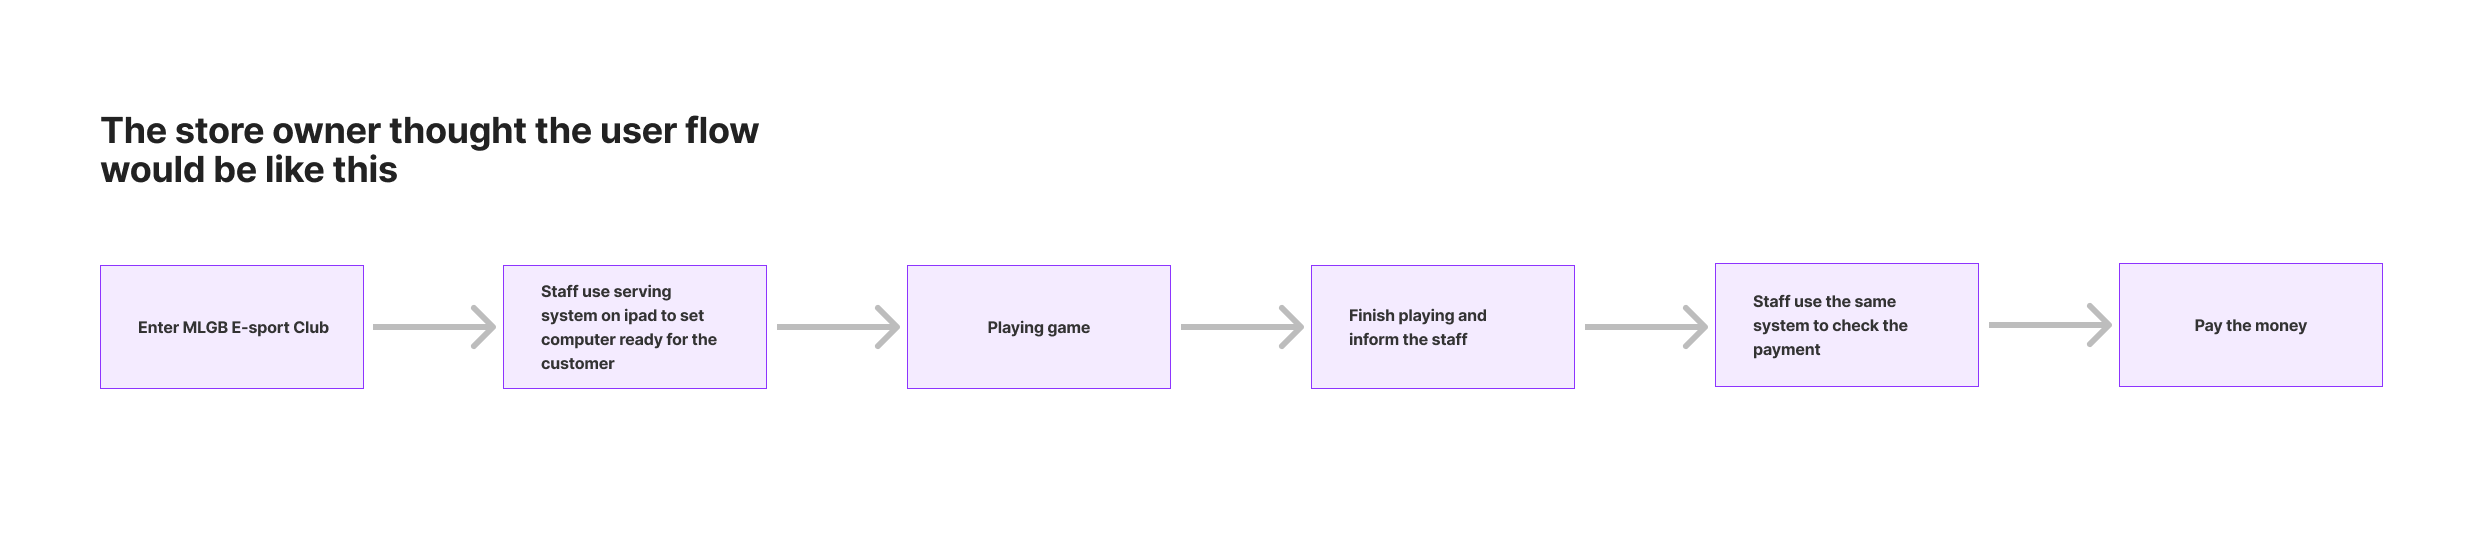 The store owner thought the user flow
would be like this
Enter MLGB E-sport Club
Staff use serving
system on ipad to set
computer ready for the
customer
Playing game
Finish playing and
inform the staff
Staff use the same
system to check the
payment
Pay the money